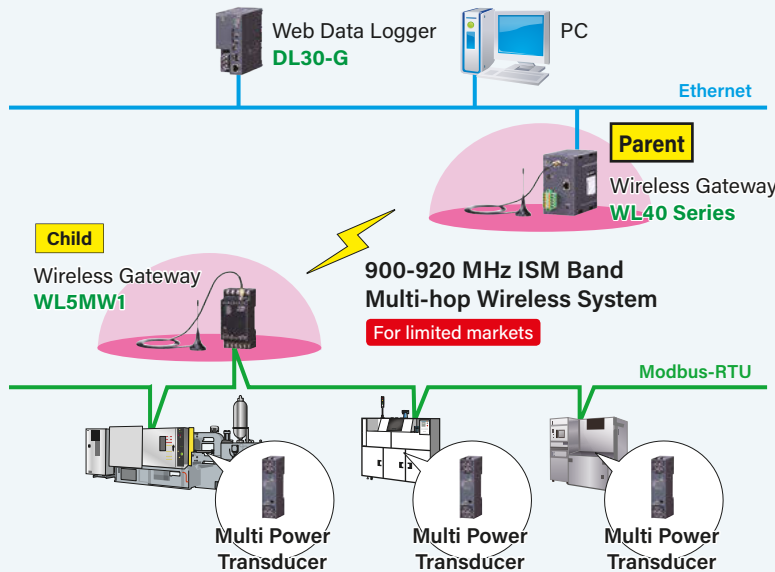 Web Data Logger
DL30-G
PC
Ethernet
Parent
Wireless Gateway
WL40 Series
Child
Wireless Gateway
WL5MW1
900-920 MHz ISM Band
Multi-hop Wireless System
For limited markets
Modbus-RTU
Multi Power
Transducer
Multi Power
Transducer
Multi Power
Transducer